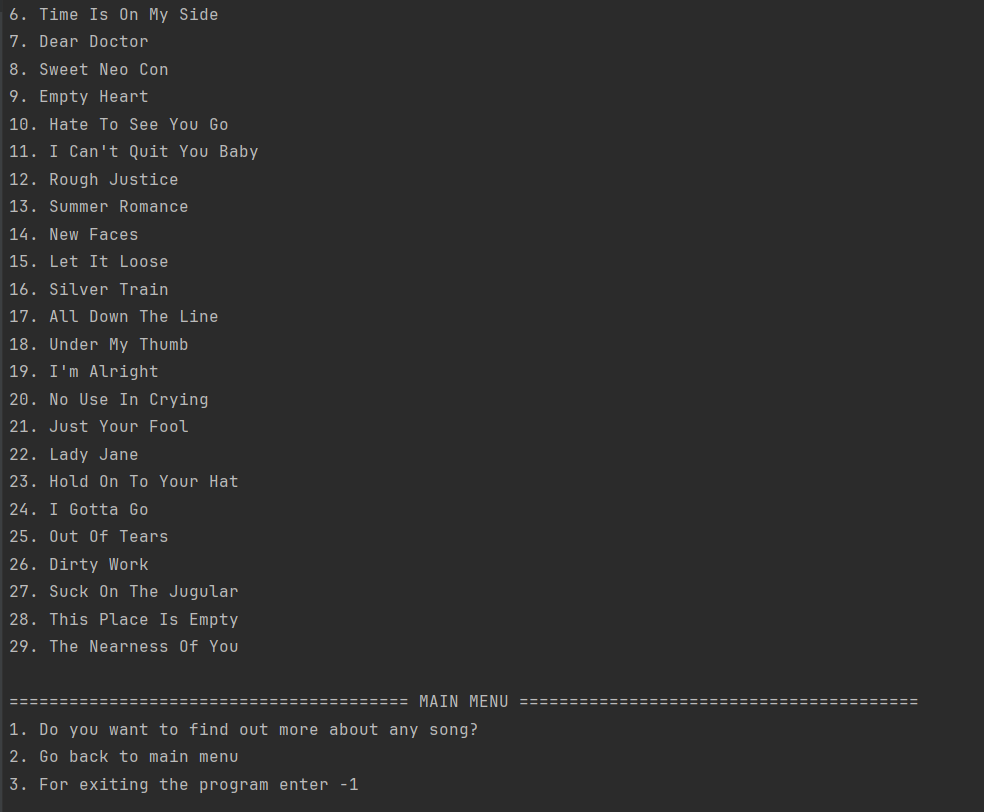 6. Time Is On My Side
7. Dear Doctor
8. Sweet Neo Con
9. Empty Heart
10. Hate To See You Go
11. I Can't Quit You Baby
12. Rough Justice
13. Summer Romance
14. New Faces
15. Let It Loose
16. Silver Train
17. All Down The Line
18. Under My Thumb
19. I'm Alright
20. No Use In Crying
21. Just Your Fool
22. Lady Jane
23. Hold On To Your Hat
24. I Gotta Go
25. Out Of Tears
26. Dirty Work
27. Suck On The Jugular
28. This Place Is Empty
29. The Nearness Of You
======================================== MAIN MENU ========================================
1. Do you want to find out more about any song?
2. Go back to main menu
3. For exiting the program enter -1